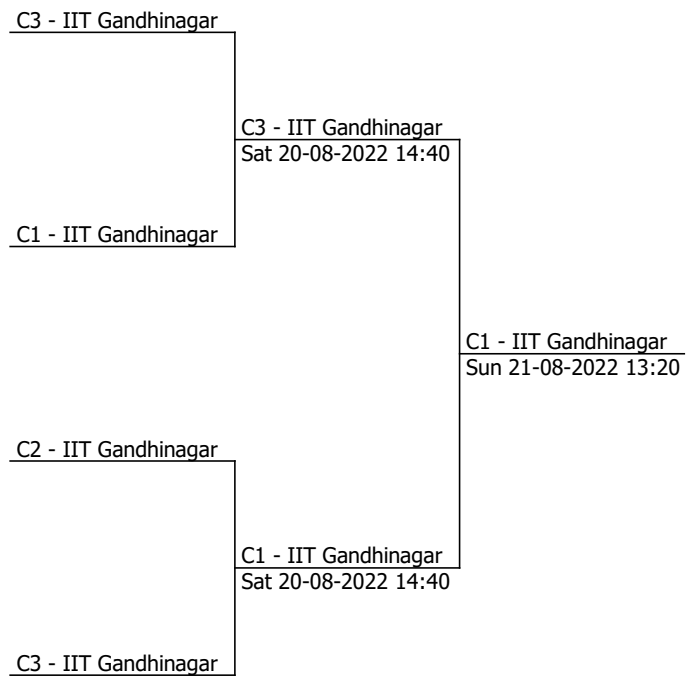 C3 - IIT Gandhinagar
C3 - IIT Gandhinagar
Sat 20-08-2022 14:40
C1 - IIT Gandhinagar
C1 - IIT Gandhinagar
Sun 21-08-2022 13:20
C2 - IIT Gandhinagar
C1 - IIT Gandhinagar
Sat 20-08-2022 14:40
C3 - IIT Gandhinagar